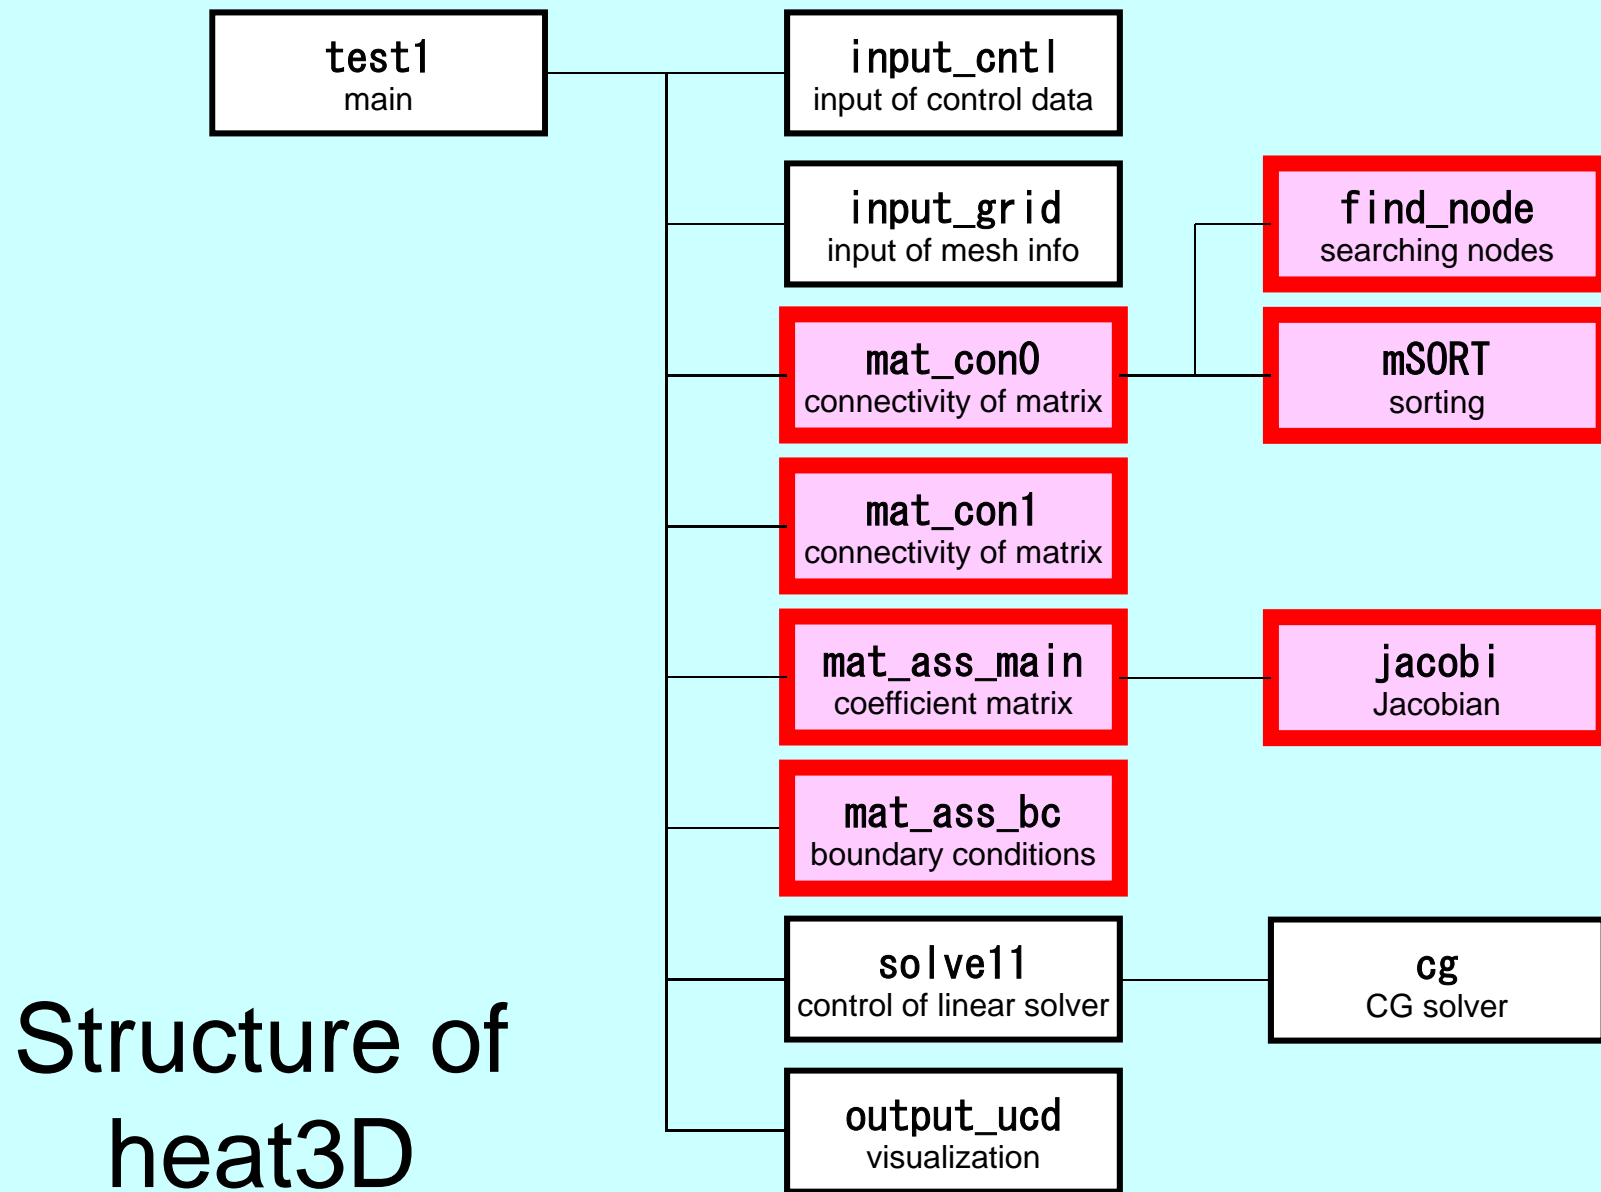 test1
main
input_cntl
input of control data
input_grid
input of mesh info
find_node
searching nodes
mat_con0
connectivity of matrix
mSORT
sorting
mat_con1
connectivity of matrix
mat_ass_main
coefficient matrix
jacobi
Jacobian
mat_ass_bc
boundary conditions
solve11
control of linear solver
cg
CG solver
output_ucd
visualization
Structure of
heat3D